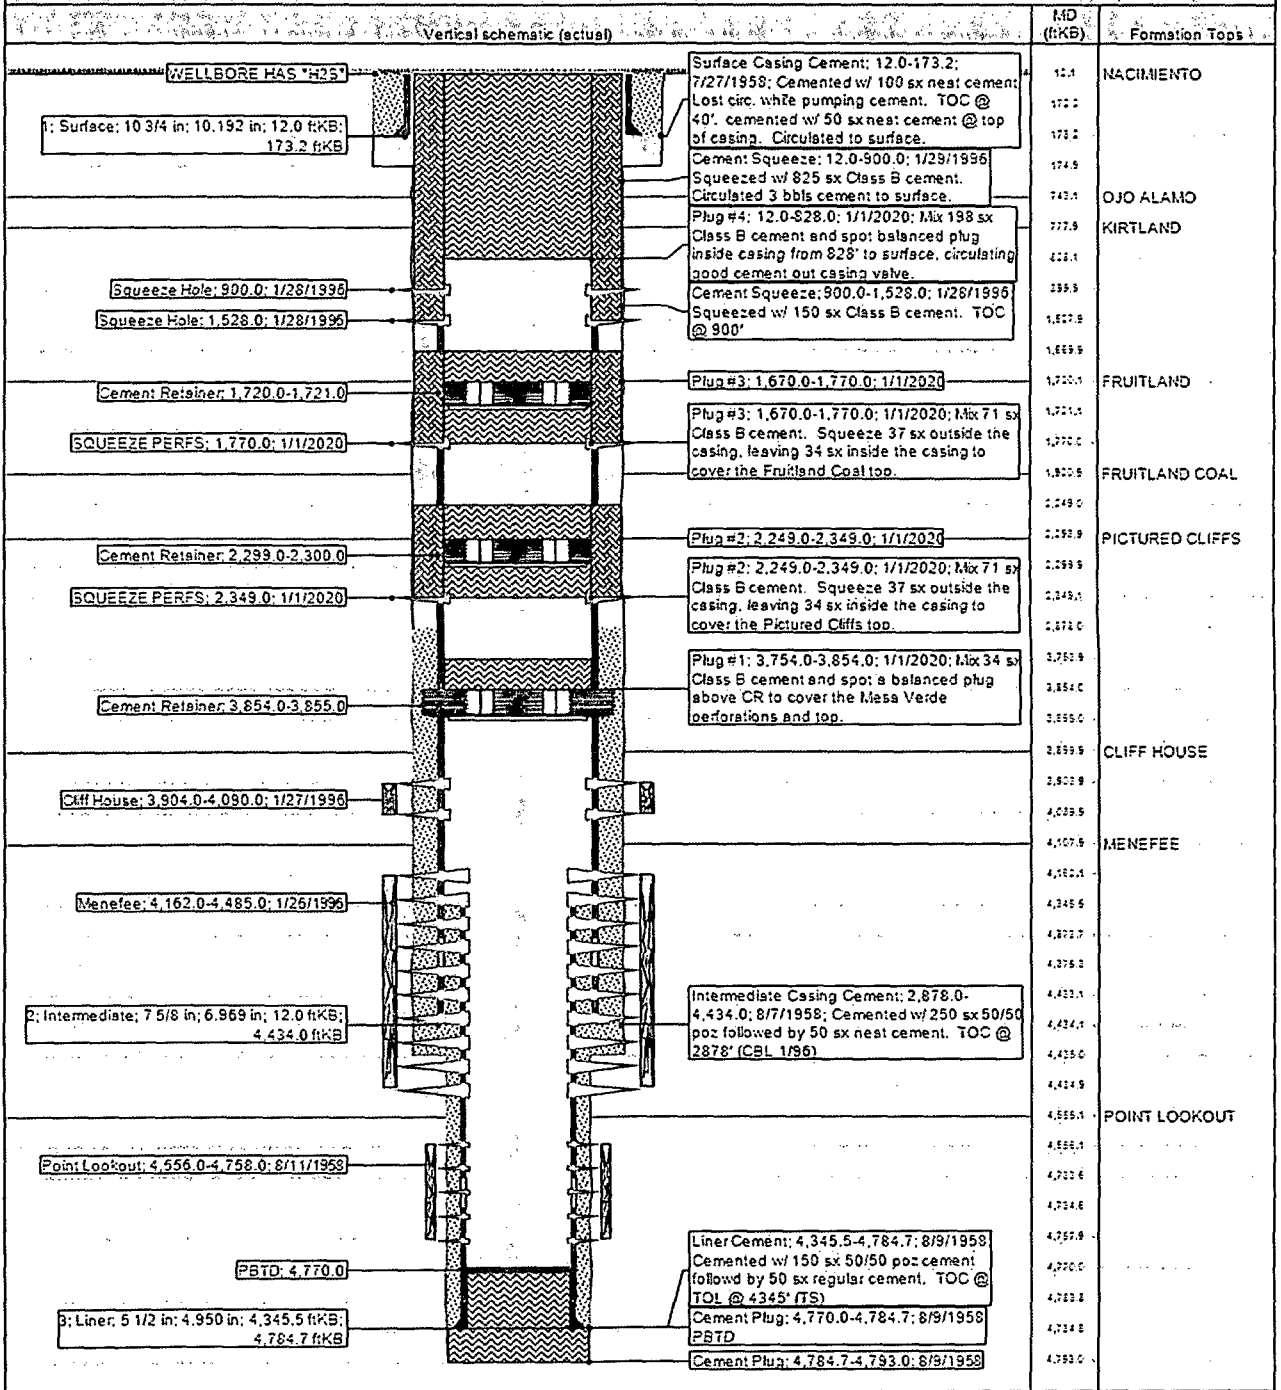 Vertical schematic (actual)
MD
(ftKB)
Formation Tops
WELLBORE HAS "H2S"
1; Surface; 10 3/4 in; 10.192 in; 12.0 ftKB;
173.2 ftKB
Squeeze Hole; 900.0; 1/28/1996
Squeeze Hole; 1,528.0; 1/28/1996
Cement Retainer; 1,720.0-1,721.0
SQUEEZE PERFS; 1,770.0; 1/1/2020
Cement Retainer; 2,299.0-2,300.0
SQUEEZE PERFS; 2,349.0; 1/1/2020
Cement Retainer; 3,854.0-3,855.0
Cliff House; 3,904.0-4,090.0; 1/27/1996
Menefee; 4,162.0-4,485.0; 1/26/1996
2; Intermediate; 7 5/8 in; 6.969 in; 12.0 ftKB;
4,434.0 ftKB
Point Lookout; 4,556.0-4,758.0; 8/11/1958
PBTD; 4,770.0
3; Liner; 5 1/2 in; 4.950 in; 4,345.5 ftKB;
4,784.7 ftKB
Surface Casing Cement; 12.0-173.2;
7/27/1958; Cemented w/ 100 sx neat cement
Lost circ. while pumping cement. TOC @
40'. cemented w/ 50 sx neat cement @ top
of casing. Circulated to surface.
Cement Squeeze; 12.0-900.0; 1/29/1996
Squeezed w/ 825 sx Class B cement.
Circulated 3 bbls cement to surface.
Plug #4; 12.0-828.0; 1/1/2020; Mix 198 sx
Class B cement and spot balanced plug
inside casing from 828' to surface, circulating
good cement out casing valve.
Cement Squeeze; 900.0-1,528.0; 1/28/1996
Squeezed w/ 150 sx Class B cement. TOC
@ 900'
Plug #3; 1,670.0-1,770.0; 1/1/2020
Plug #3; 1,670.0-1,770.0; 1/1/2020; Mix 71 sx
Class B cement. Squeeze 37 sx outside the
casing, leaving 34 sx inside the casing to
cover the Fruitland Coal top.
Plug #2; 2,249.0-2,349.0; 1/1/2020
Plug #2; 2,249.0-2,349.0; 1/1/2020; Mix 71 sx
Class B cement. Squeeze 37 sx outside the
casing, leaving 34 sx inside the casing to
cover the Pictured Cliffs top.
Plug #1; 3,754.0-3,854.0; 1/1/2020; Mix 34 sx
Class B cement and spot a balanced plug
above CR to cover the Mesa Verde
perforations and top.
Intermediate Casing Cement; 2,878.0-
4,434.0; 8/7/1958; Cemented w/ 250 sx 50/50
poz followed by 50 sx neat cement. TOC @
2878' (CBL 1/96)
Liner Cement; 4,345.5-4,784.7; 8/9/1958
Cemented w/ 150 sx 50/50 poz cement
followd by 50 sx regular cement. TOC @
TOL @ 4345' (TS)
Cement Plug; 4,770.0-4,784.7; 8/9/1958
PBTD
Cement Plug; 4,784.7-4,793.0; 8/9/1958
173.2
1,721.1
1,770.0
2,249.0
3,854.0
4,434.1
4,793.0
NACIMIENTO
OJO ALAMO
KIRTLAND
FRUITLAND
FRUITLAND COAL
PICTURED CLIFFS
CLIFF HOUSE
MENEFEE
POINT LOOKOUT